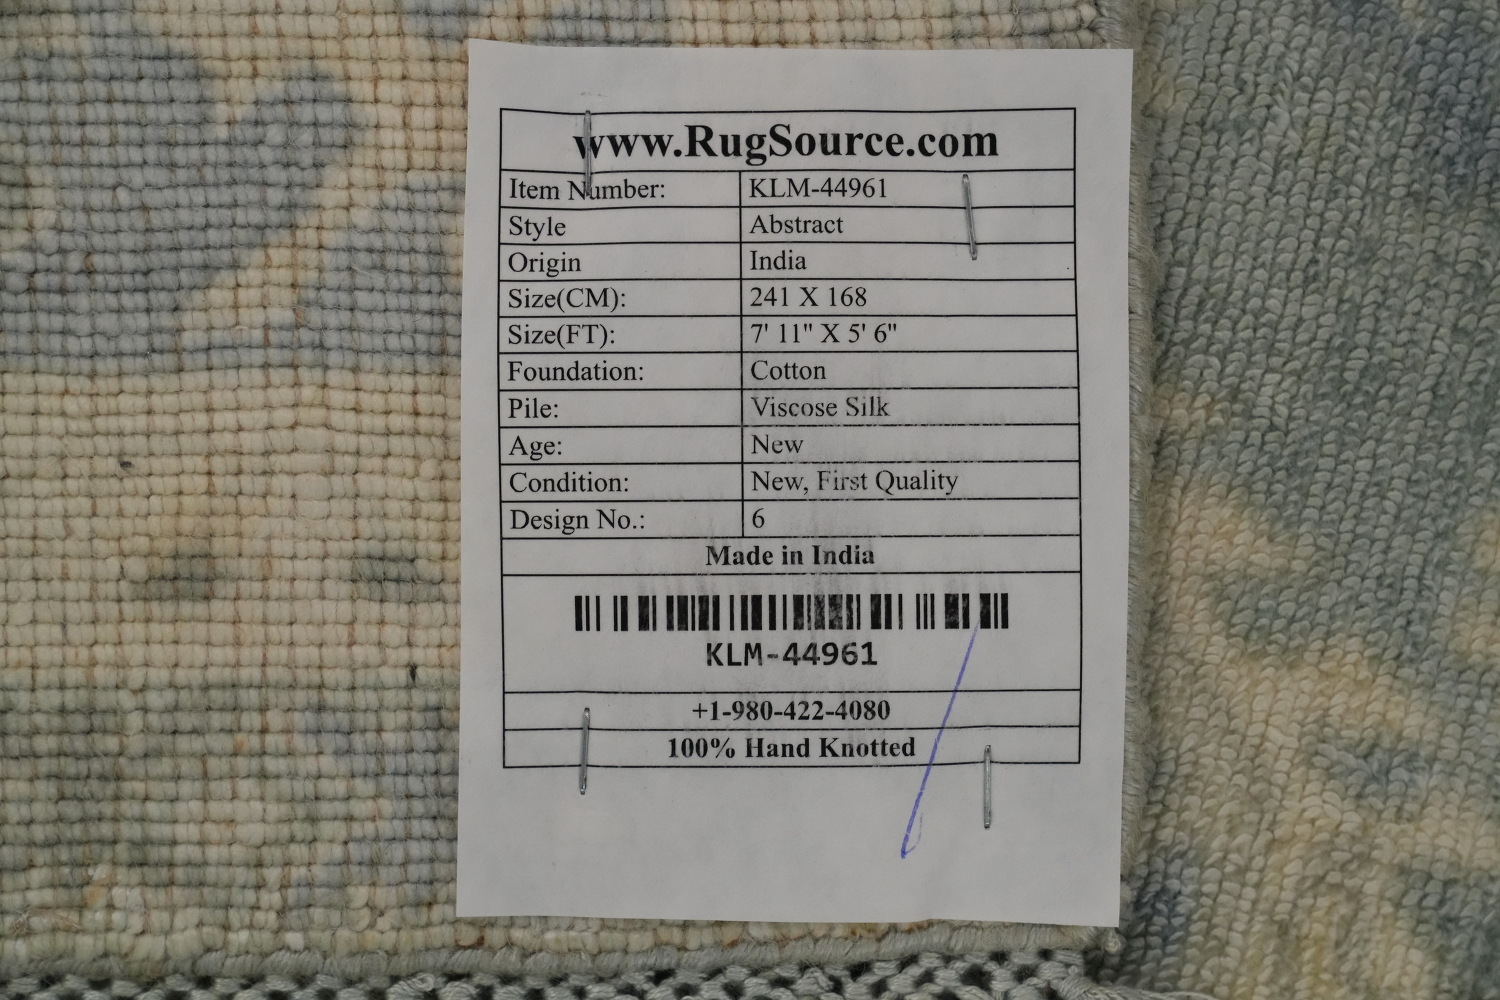 www.RugSource.com
Item Number: KLM-44961
Style Abstract
Origin India
Size(CM): 241 X 168
Size(FT): 7' 11" X 5' 6"
Foundation: Cotton
Pile: Viscose Silk
Age: New
Condition: New, First Quality
Design No.: 6
Made in India
KLM-44961
+1-980-422-4080
100% Hand Knotted